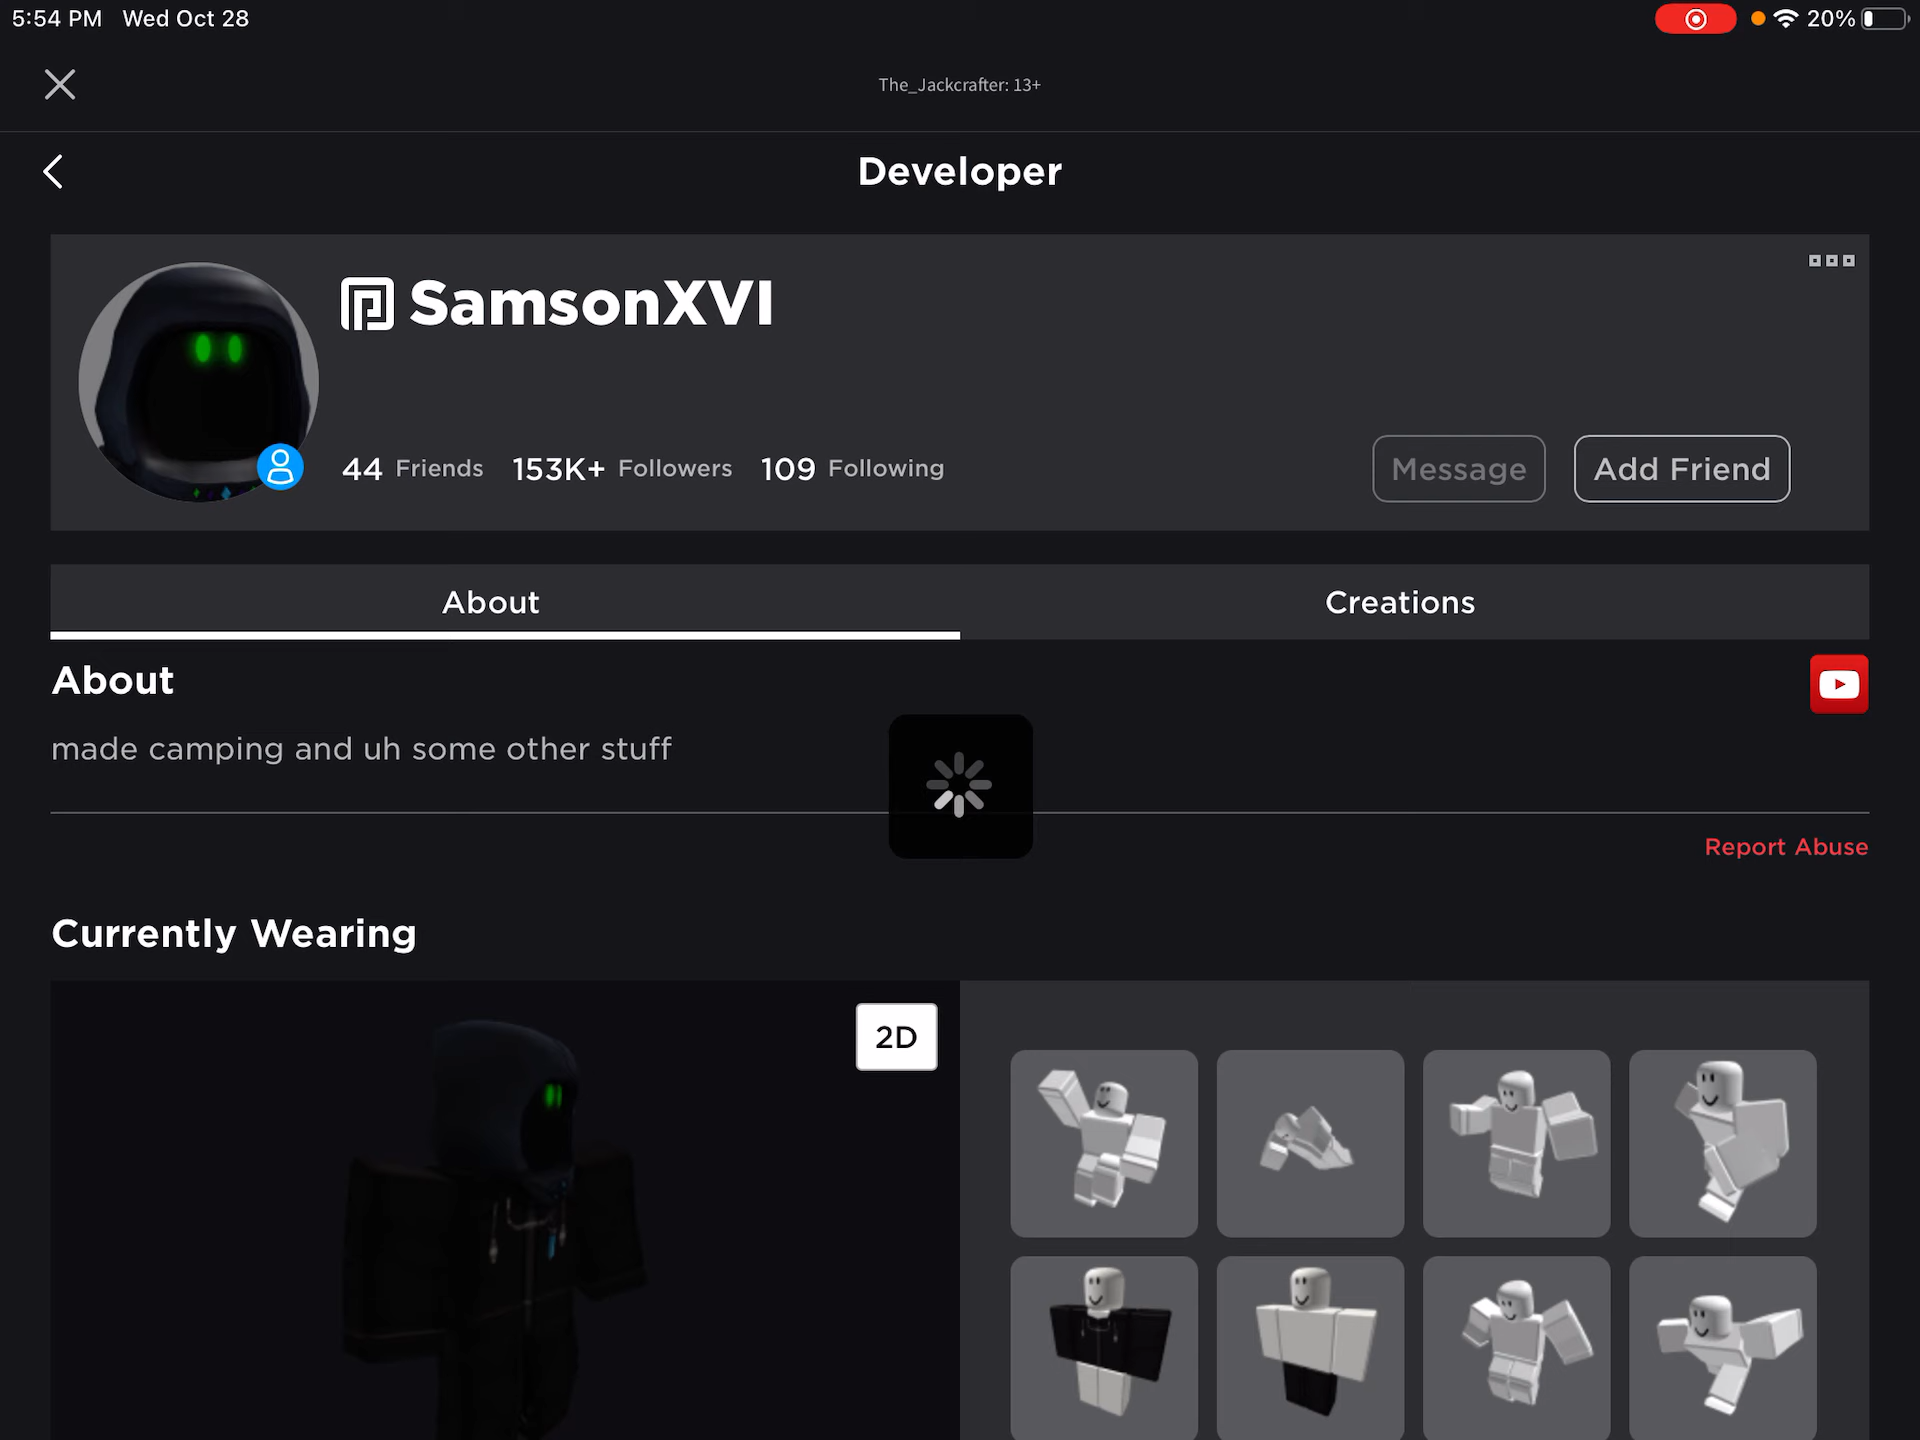 5:54 PM Wed Oct 28
20%
The_Jackcrafter: 13+
Developer
SamsonXVI
44 Friends 153K+ Followers 109 Following
Message Add Friend
About Creations
About
made camping and uh some other stuff
Report Abuse
Currently Wearing
2D